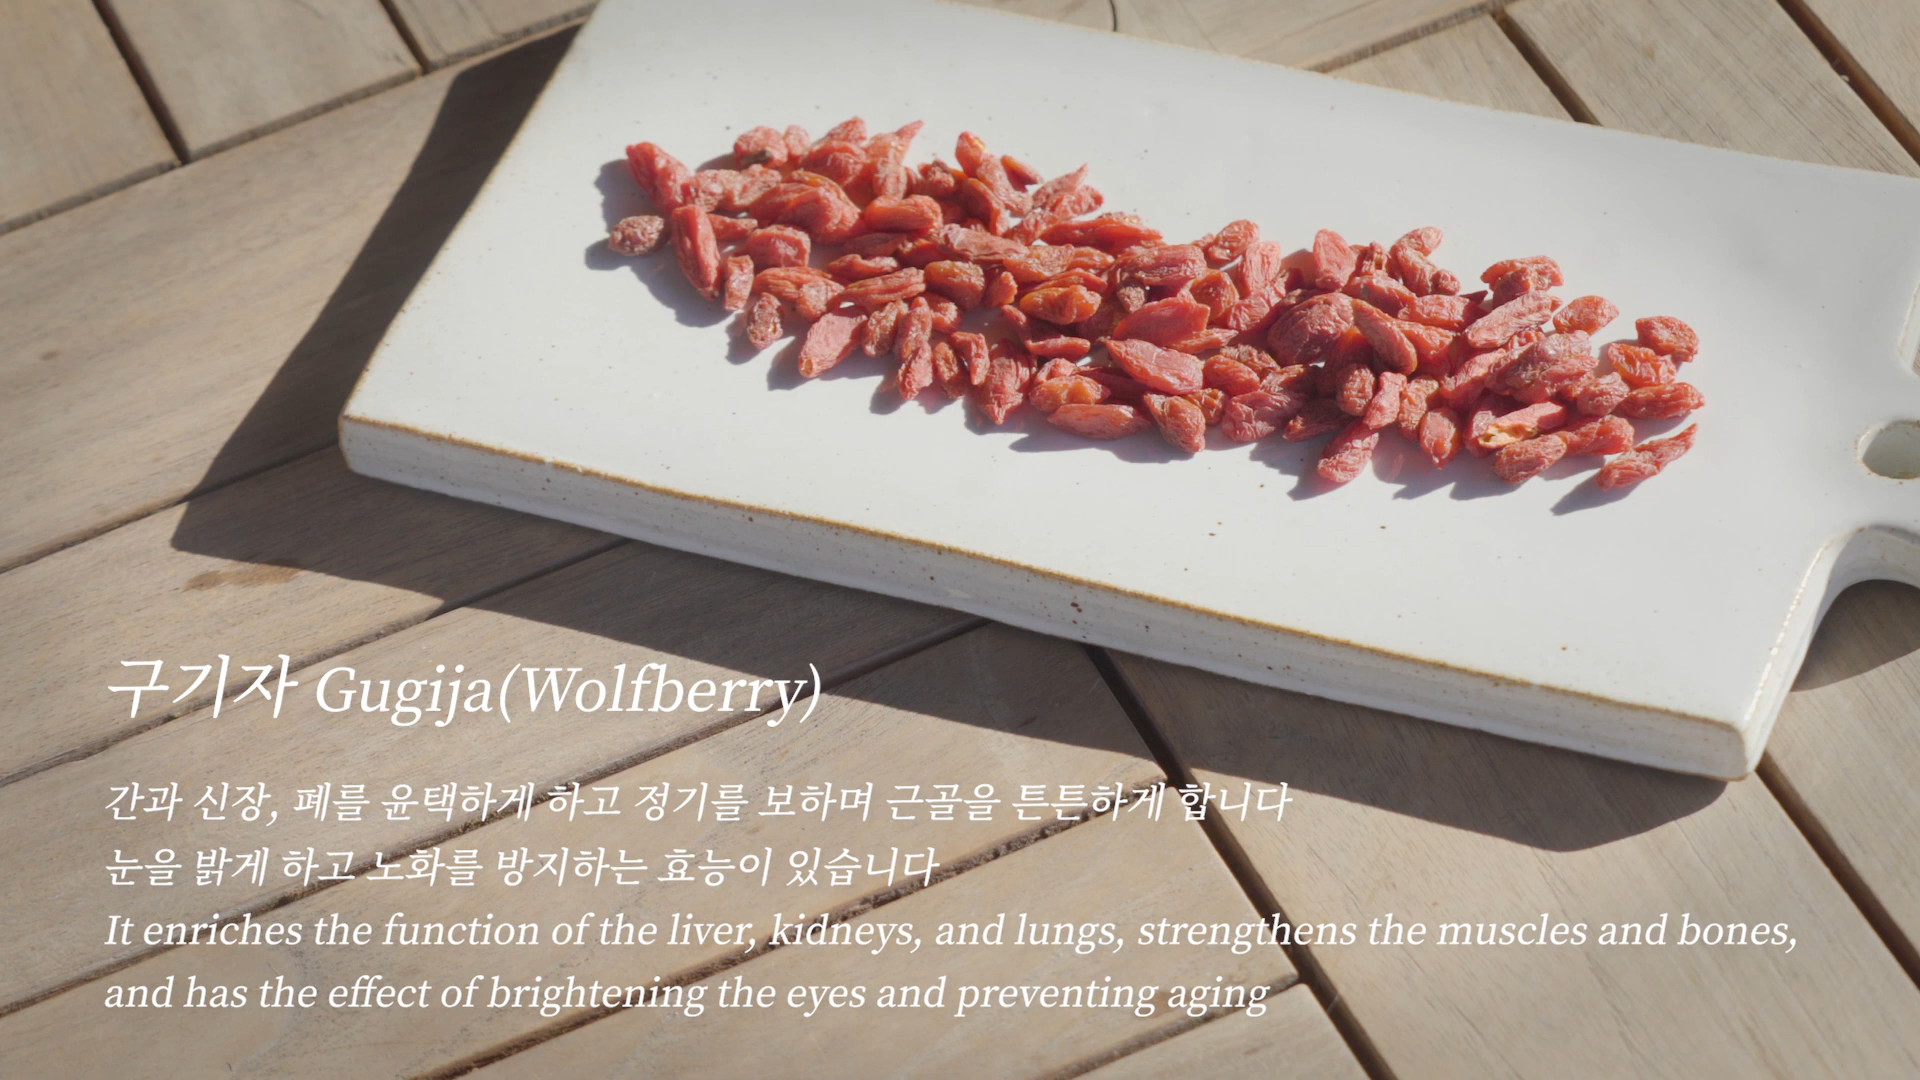 구기자 Gugija(Wolfberry)
간과 신장, 폐를 윤택하게 하고 정기를 보하며 근골을 튼튼하게 합니다
눈을 밝게 하고 노화를 방지하는 효능이 있습니다
It enriches the function of the liver, kidneys, and lungs, strengthens the muscles and bones,
and has the effect of brightening the eyes and preventing aging